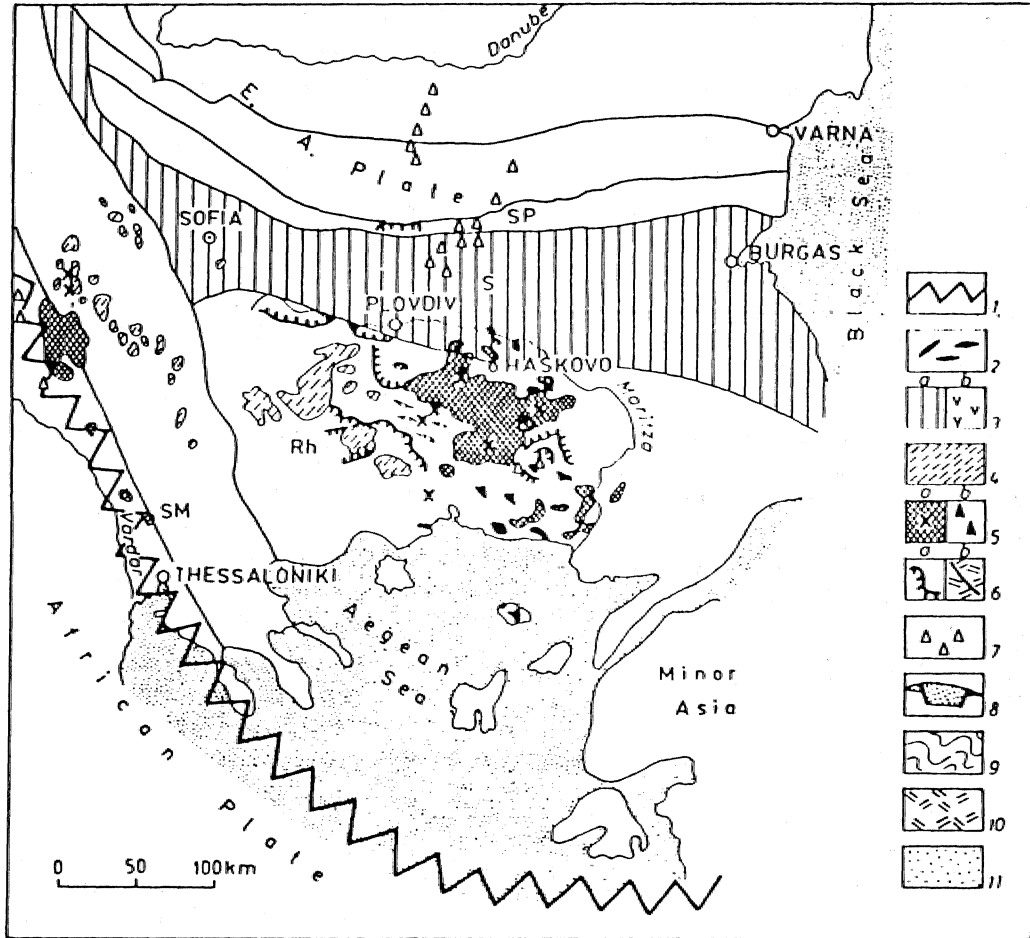 Danube
E. A. Plate
VARNA
Black Sea
SOFIA
SP
BURGAS
S
PLOVDIV
HASKOVO
Maritza
Rh
SM
Vardar
THESSALONIKI
Aegean
Sea
Minor
Asia
African Plate
0 50 100km
1
2
a b
3
4
a b
5
a b
6
7
8
9
10
11